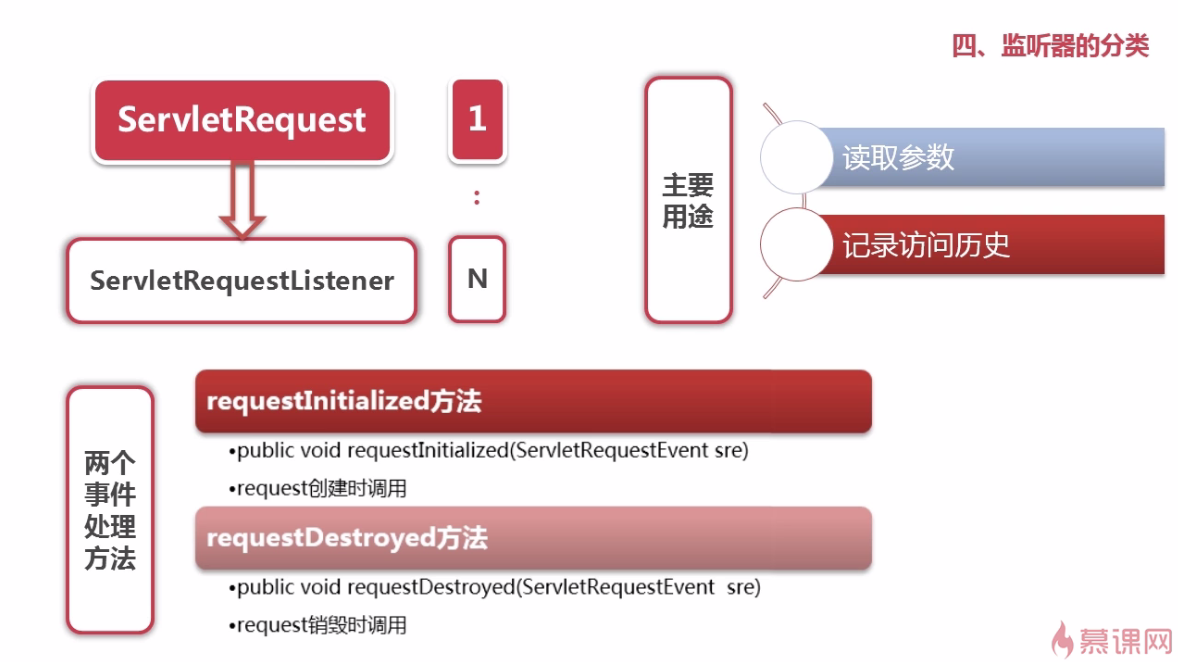 四、监听器的分类
ServletRequest
1
:
ServletRequestListener
N
主要
用途
读取参数
记录访问历史
两个
事件
处理
方法
requestInitialized方法
•public void requestInitialized(ServletRequestEvent sre)
•request创建时调用
requestDestroyed方法
•public void requestDestroyed(ServletRequestEvent  sre)
•request销毁时调用
慕课网